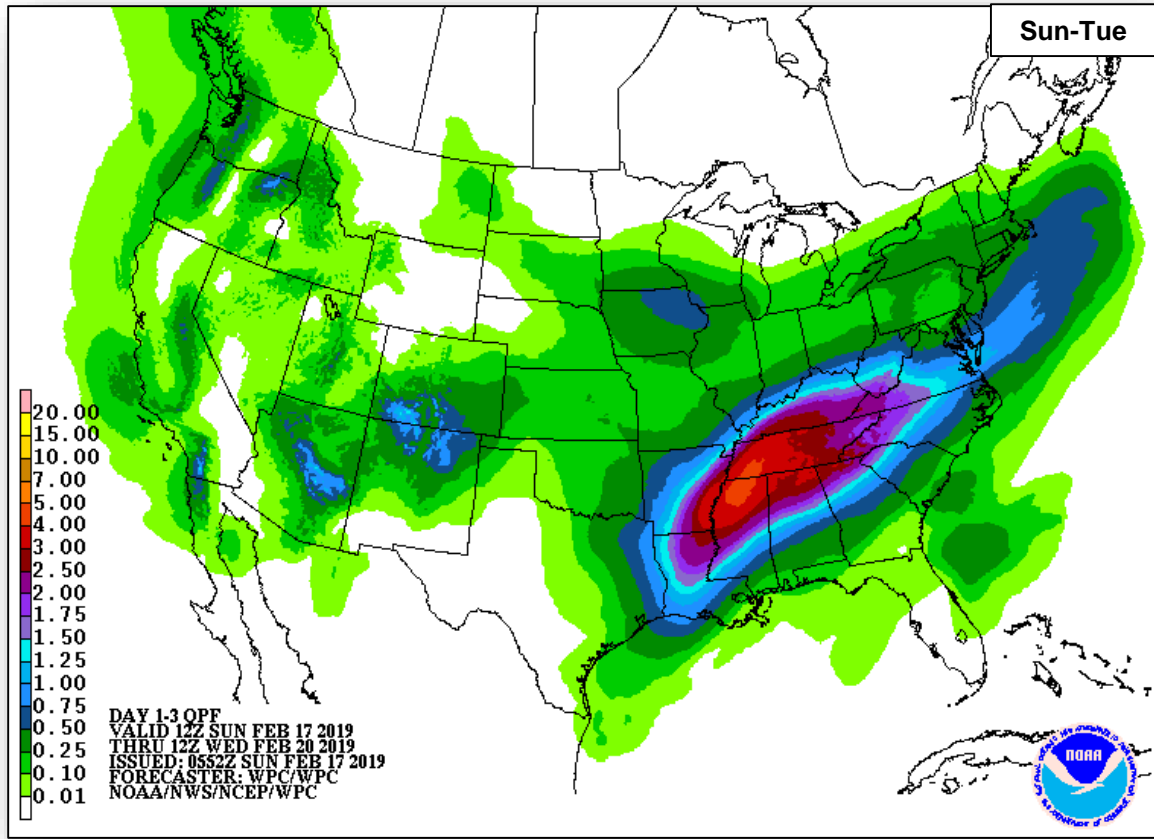 Sun-Tue
20.00
15.00
10.00
7.00
5.00
4.00
3.00
2.50
2.00
1.75
1.50
1.25
1.00
0.75
0.50
0.25
0.10
0.01
DAY 1-3 QPF
VALID 12Z SUN FEB 17 2019
THRU 12Z WED FEB 20 2019
ISSUED: 0552Z SUN FEB 17 2019
FORECASTER: WPC/WPC
NOAA/NWS/NCEP/WPC
NOAA